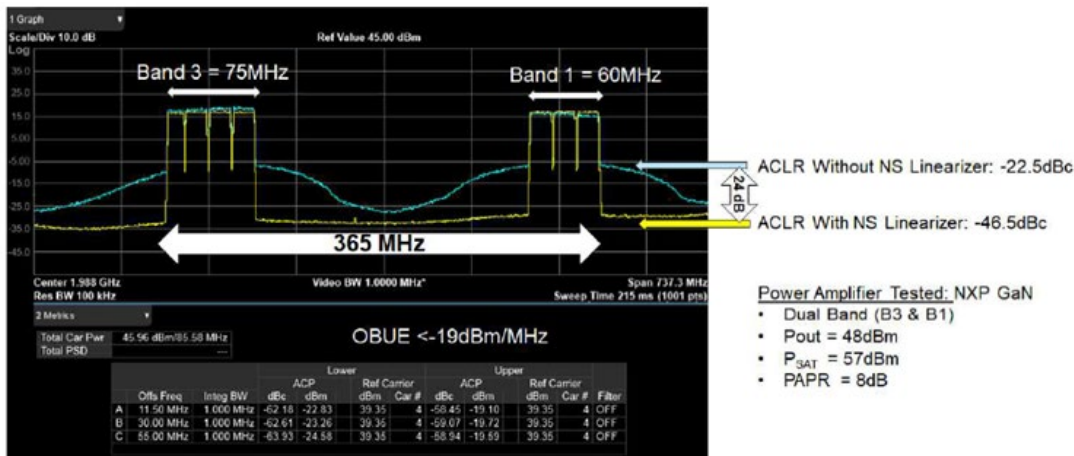 1 Graph
Scale/Div 10.0 dB
Ref Value 45.00 dBm
Log
35.0
25.0
15.0
5.00
-5.00
-15.0
-25.0
-35.0
-45.0
Band 3 = 75MHz
Band 1 = 60MHz
ACLR Without NS Linearizer: -22.5dBc
24 dB
ACLR With NS Linearizer: -46.5dBc
365 MHz
Center 1.988 GHz
Video BW 1.0000 MHz*
Span 737.3 MHz
Res BW 100 kHz
Sweep Time 215 ms (1001 pts)
Power Amplifier Tested: NXP GaN
• Dual Band (B3 & B1)
• Pout = 48dBm
• PSAT = 57dBm
• PAPR = 8dB
2 Metrics
Total Car Pwr 45.96 dBm/85.58 MHz
Total PSD ---
OBUE <-19dBm/MHz
Lower Upper
ACP Ref Carrier ACP Ref Carrier
Offs Freq Integ BW dBc dBm dBm Car # dBc dBm dBm Car # Filter
A 11.50 MHz 1.000 MHz -62.18 -22.83 39.35 4 -58.45 -19.10 39.35 4 OFF
B 30.00 MHz 1.000 MHz -62.61 -23.26 39.35 4 -59.07 -19.72 39.35 4 OFF
C 55.00 MHz 1.000 MHz -63.93 -24.58 39.35 4 -58.94 -19.59 39.35 4 OFF